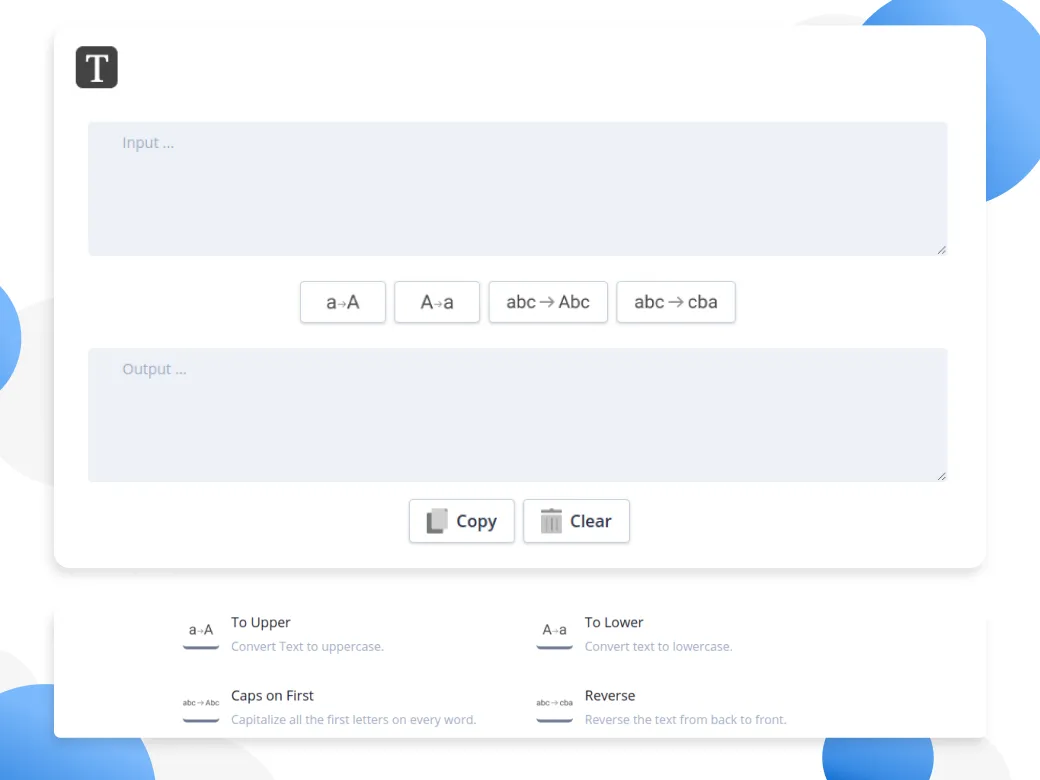 T
Input ...
a→A
A→a
abc→Abc
abc→cba
Output ...
Copy
Clear
a→A
To Upper
Convert Text to uppercase.
A→a
To Lower
Convert text to lowercase.
abc→Abc
Caps on First
Capitalize all the first letters on every word.
abc→cba
Reverse
Reverse the text from back to front.